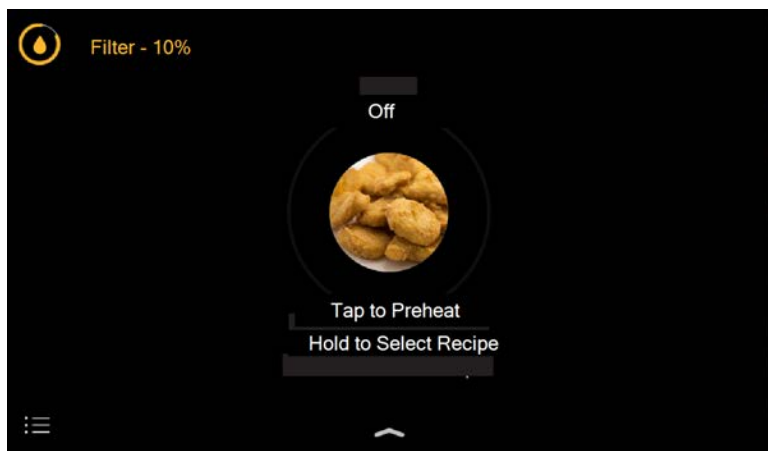 Filter - 10%
Off
Tap to Preheat
Hold to Select Recipe